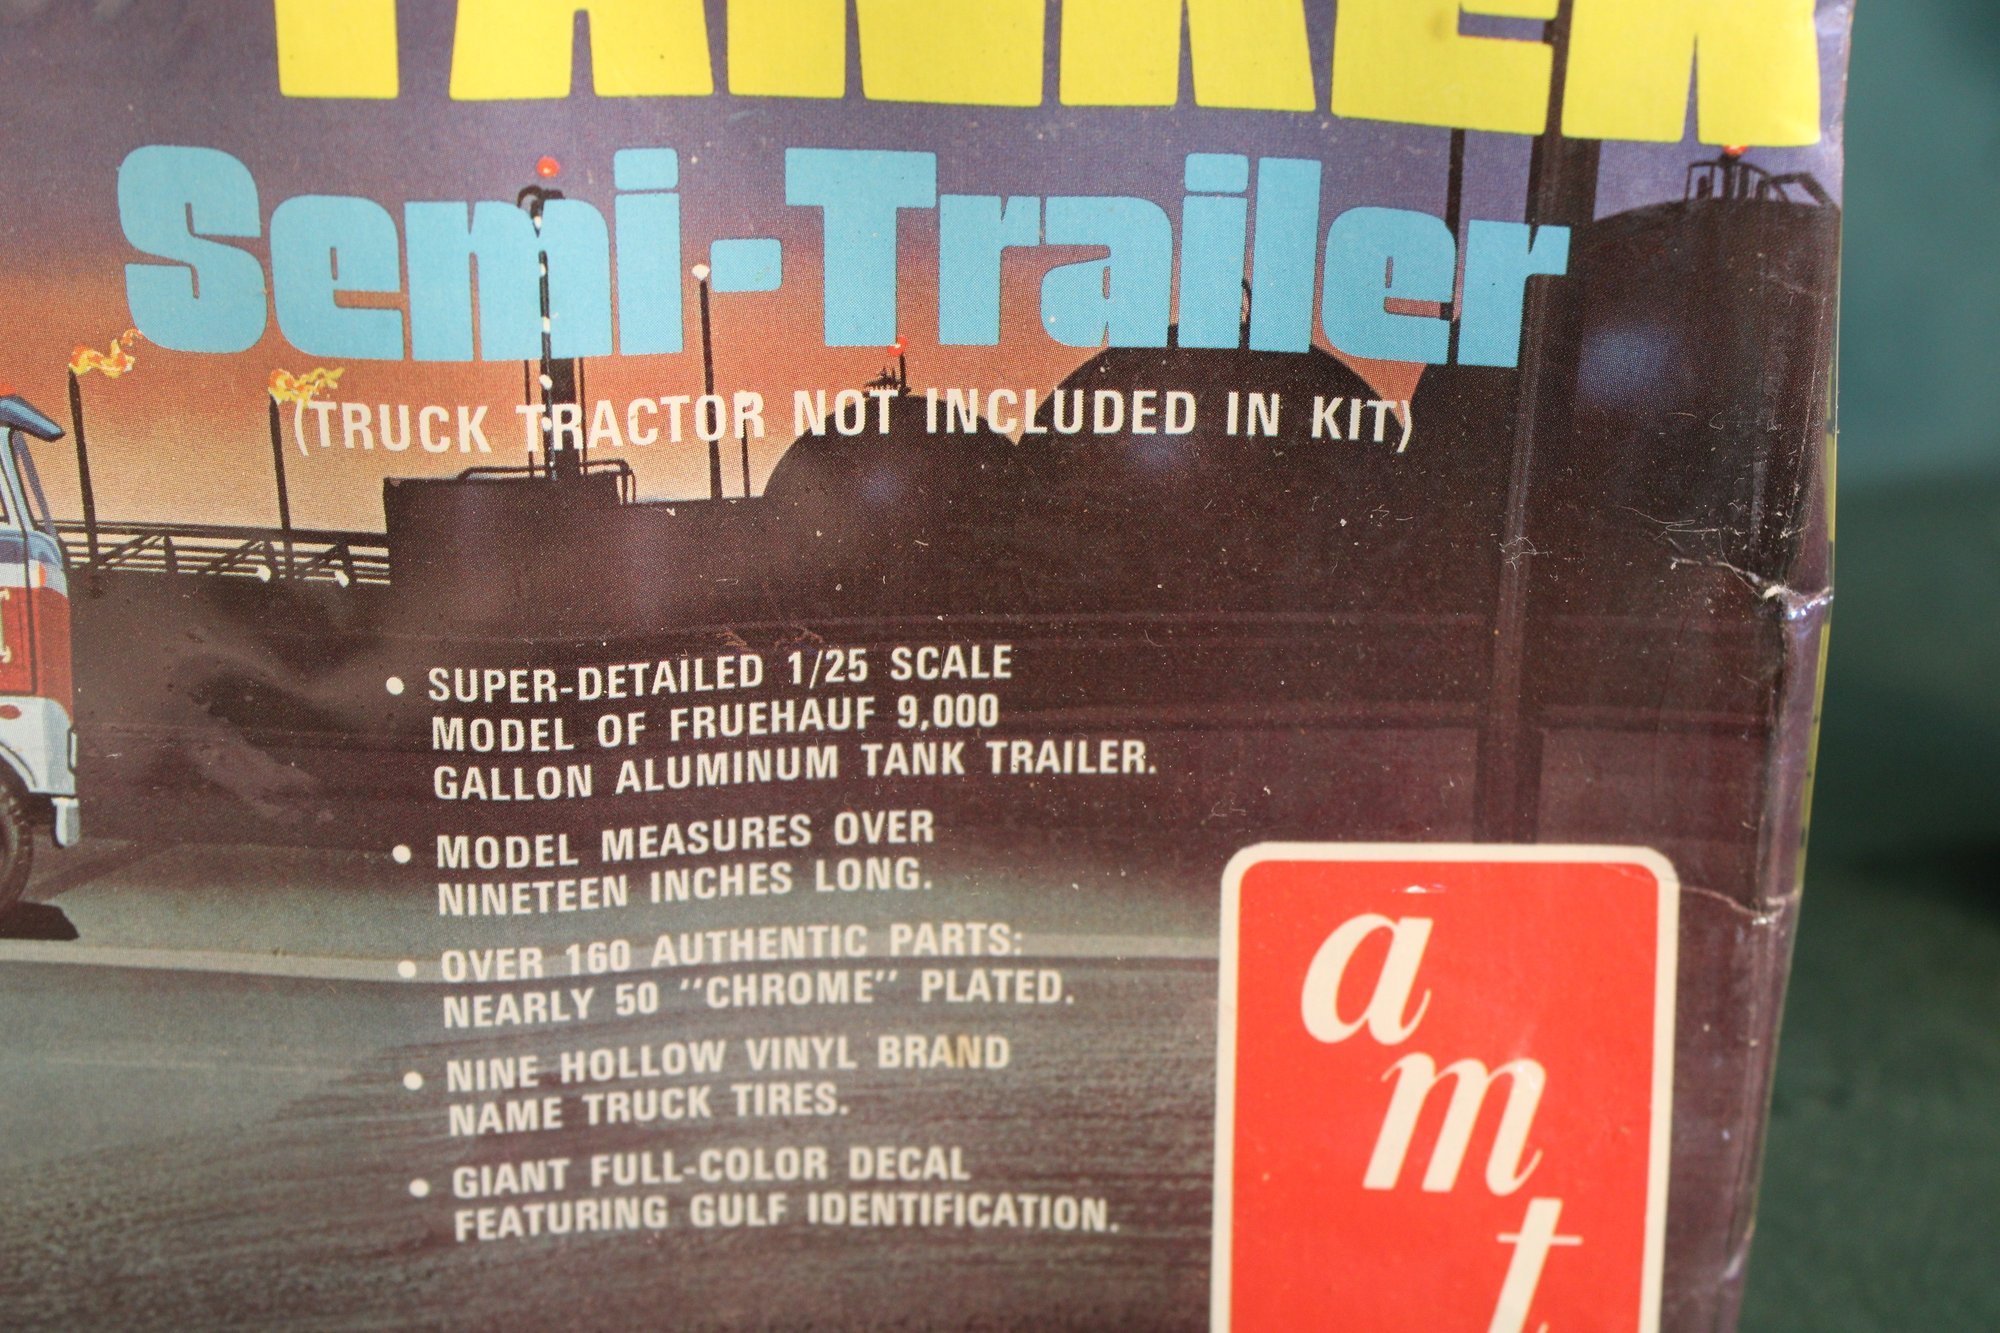 TANKER
Semi-Trailer
(TRUCK TRACTOR NOT INCLUDED IN KIT)
• SUPER-DETAILED 1/25 SCALE
MODEL OF FRUEHAUF 9,000
GALLON ALUMINUM TANK TRAILER.
• MODEL MEASURES OVER
NINETEEN INCHES LONG.
• OVER 160 AUTHENTIC PARTS:
NEARLY 50 "CHROME" PLATED.
• NINE HOLLOW VINYL BRAND
NAME TRUCK TIRES.
• GIANT FULL-COLOR DECAL
FEATURING GULF IDENTIFICATION.
a
m
t